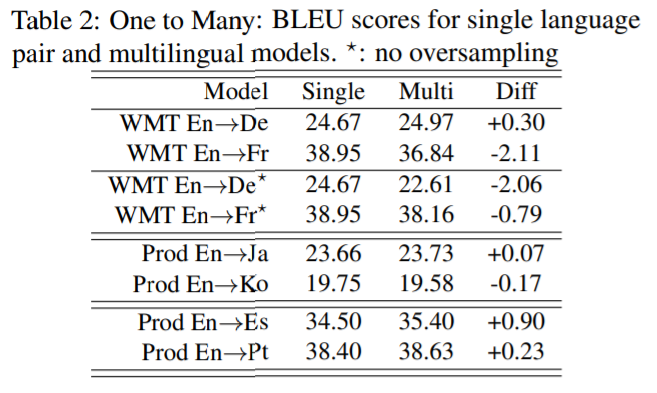 Table 2: One to Many: BLEU scores for single language
pair and multilingual models. *: no oversampling
Model Single Multi Diff
WMT En→De 24.67 24.97 +0.30
WMT En→Fr 38.95 36.84 -2.11
WMT En→De* 24.67 22.61 -2.06
WMT En→Fr* 38.95 38.16 -0.79
Prod En→Ja 23.66 23.73 +0.07
Prod En→Ko 19.75 19.58 -0.17
Prod En→Es 34.50 35.40 +0.90
Prod En→Pt 38.40 38.63 +0.23